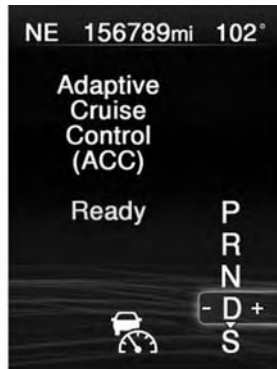 NE 156789mi 102°
Adaptive
Cruise
Control
(ACC)
Ready
P
R
N
- D +
S